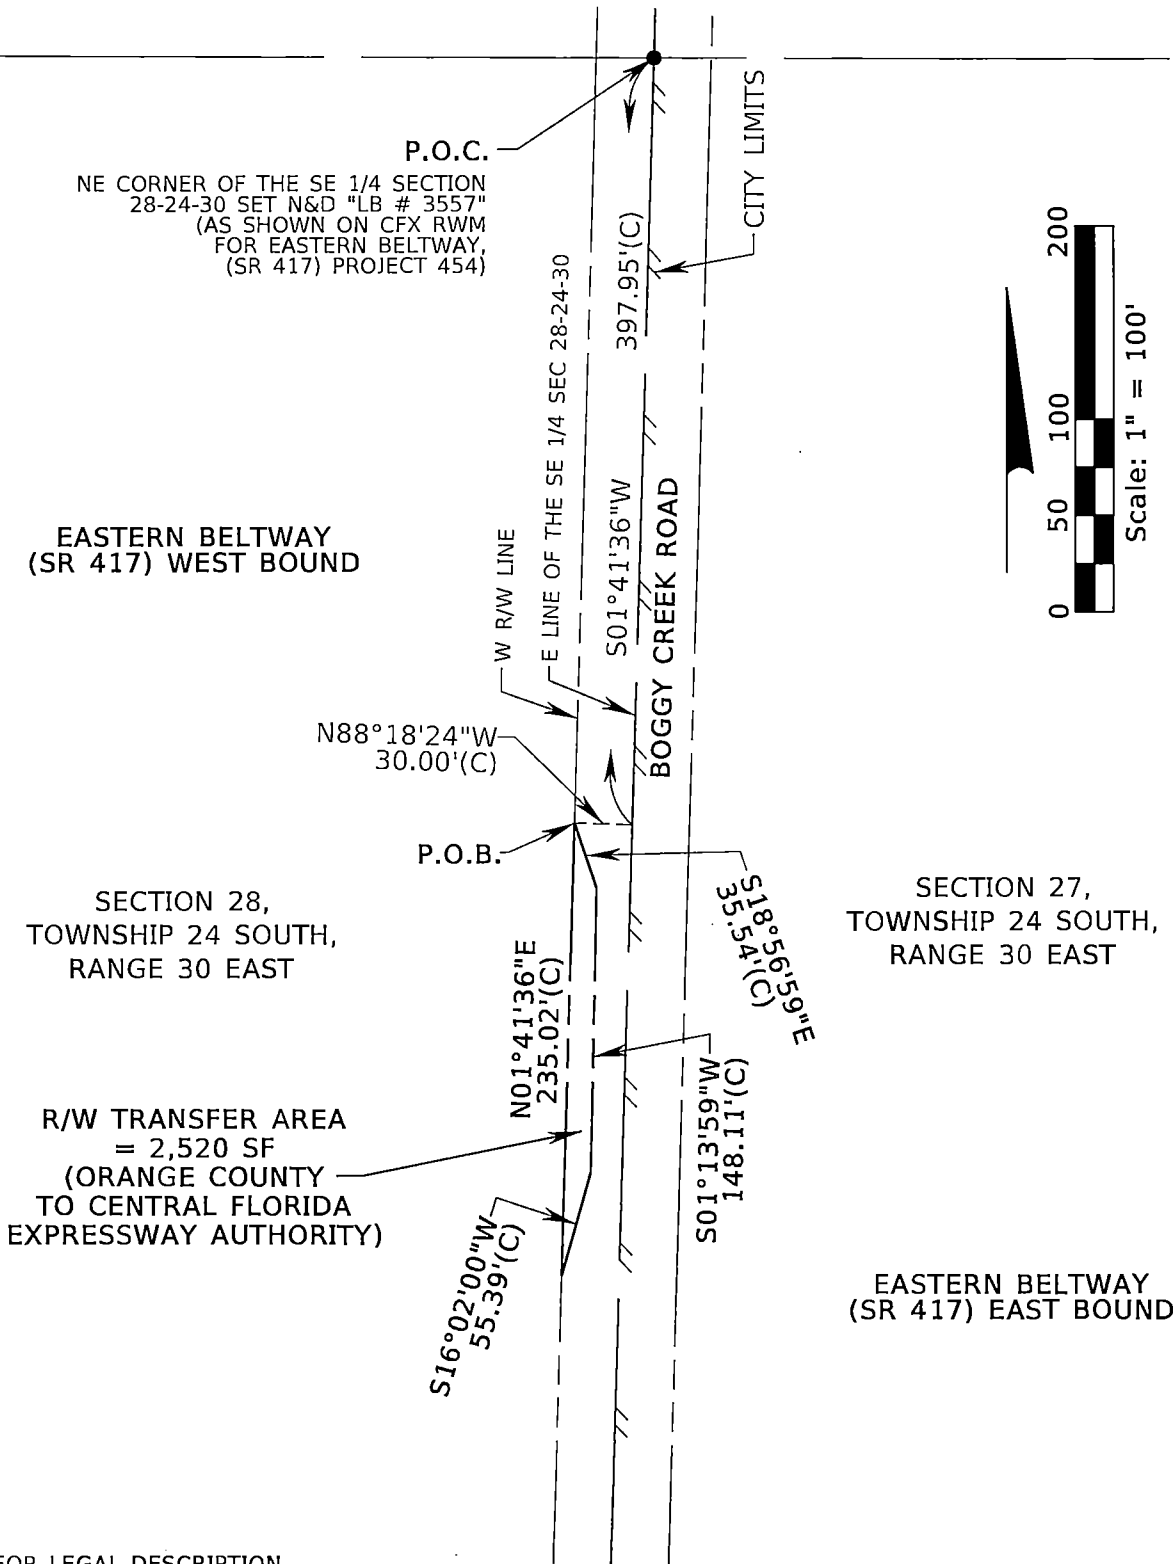 P.O.C.
NE CORNER OF THE SE 1/4 SECTION
28-24-30 SET N&D "LB # 3557"
(AS SHOWN ON CFX RWM
FOR EASTERN BELTWAY,
(SR 417) PROJECT 454)
CITY LIMITS
397.95'(C)
E LINE OF THE SE 1/4 SEC 28-24-30
W R/W LINE
S01°41'36"W
BOGGY CREEK ROAD
0
50
100
200
Scale: 1" = 100'
EASTERN BELTWAY
(SR 417) WEST BOUND
N88°18'24"W
30.00'(C)
P.O.B.
S18°56'59"E
35.54'(C)
SECTION 28,
TOWNSHIP 24 SOUTH,
RANGE 30 EAST
SECTION 27,
TOWNSHIP 24 SOUTH,
RANGE 30 EAST
N01°41'36"E
235.02'(C)
S01°13'59"W
148.11'(C)
R/W TRANSFER AREA
= 2,520 SF
(ORANGE COUNTY
TO CENTRAL FLORIDA
EXPRESSWAY AUTHORITY)
S16°02'00"W
55.39'(C)
EASTERN BELTWAY
(SR 417) EAST BOUND
FOR LEGAL DESCRIPTION